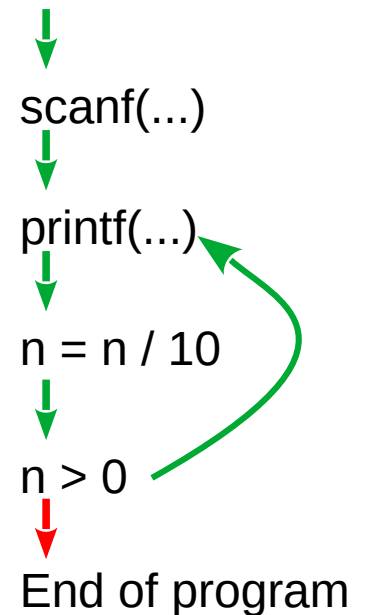 scanf(...)
printf(...)
n = n / 10
n > 0
End of program